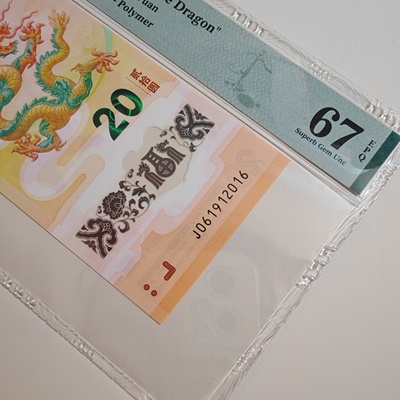 e Dragon"
uan
Polymer
67
EPQ
Superb Gem Unc
贰拾圆
20
J061912016